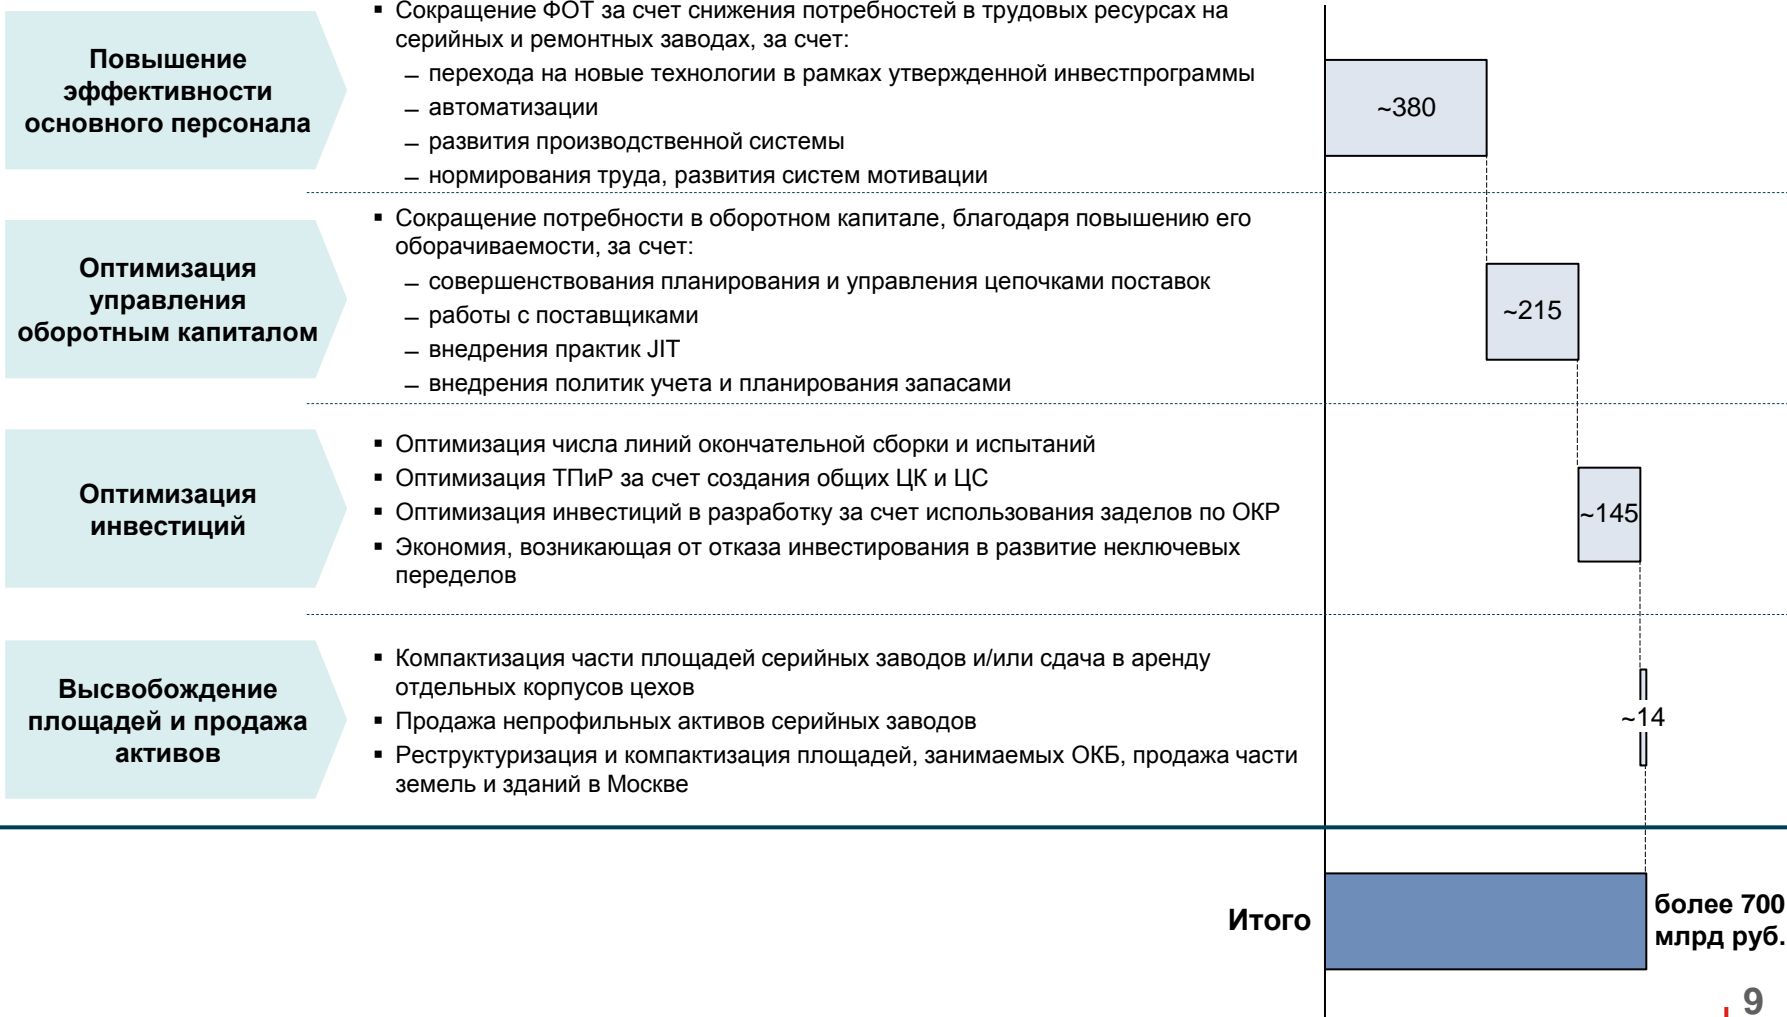 Повышение
эффективности
основного персонала
▪ Сокращение ФОТ за счет снижения потребностей в трудовых ресурсах на
серийных и ремонтных заводах, за счет:
– перехода на новые технологии в рамках утвержденной инвестпрограммы
– автоматизации
– развития производственной системы
– нормирования труда, развития систем мотивации
~380
Оптимизация
управления
оборотным капиталом
▪ Сокращение потребности в оборотном капитале, благодаря повышению его
оборачиваемости, за счет:
– совершенствования планирования и управления цепочками поставок
– работы с поставщиками
– внедрения практик JIT
– внедрения политик учета и планирования запасами
~215
Оптимизация
инвестиций
▪ Оптимизация числа линий окончательной сборки и испытаний
▪ Оптимизация ТПиР за счет создания общих ЦК и ЦС
▪ Оптимизация инвестиций в разработку за счет использования заделов по ОКР
▪ Экономия, возникающая от отказа инвестирования в развитие неключевых
переделов
~145
Высвобождение
площадей и продажа
активов
▪ Компактизация части площадей серийных заводов и/или сдача в аренду
отдельных корпусов цехов
▪ Продажа непрофильных активов серийных заводов
▪ Реструктуризация и компактизация площадей, занимаемых ОКБ, продажа части
земель и зданий в Москве
~14
Итого
более 700
млрд руб.
9